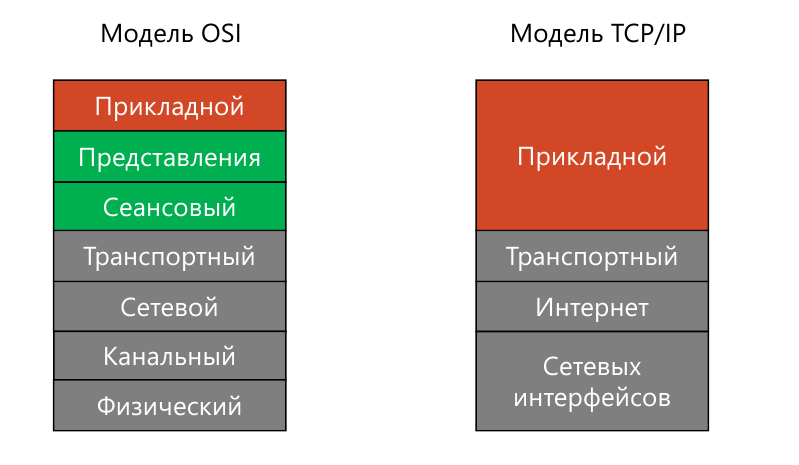 Модель OSI
Прикладной
Представления
Сеансовый
Транспортный
Сетевой
Канальный
Физический
Модель TCP/IP
Прикладной
Транспортный
Интернет
Сетевых
интерфейсов